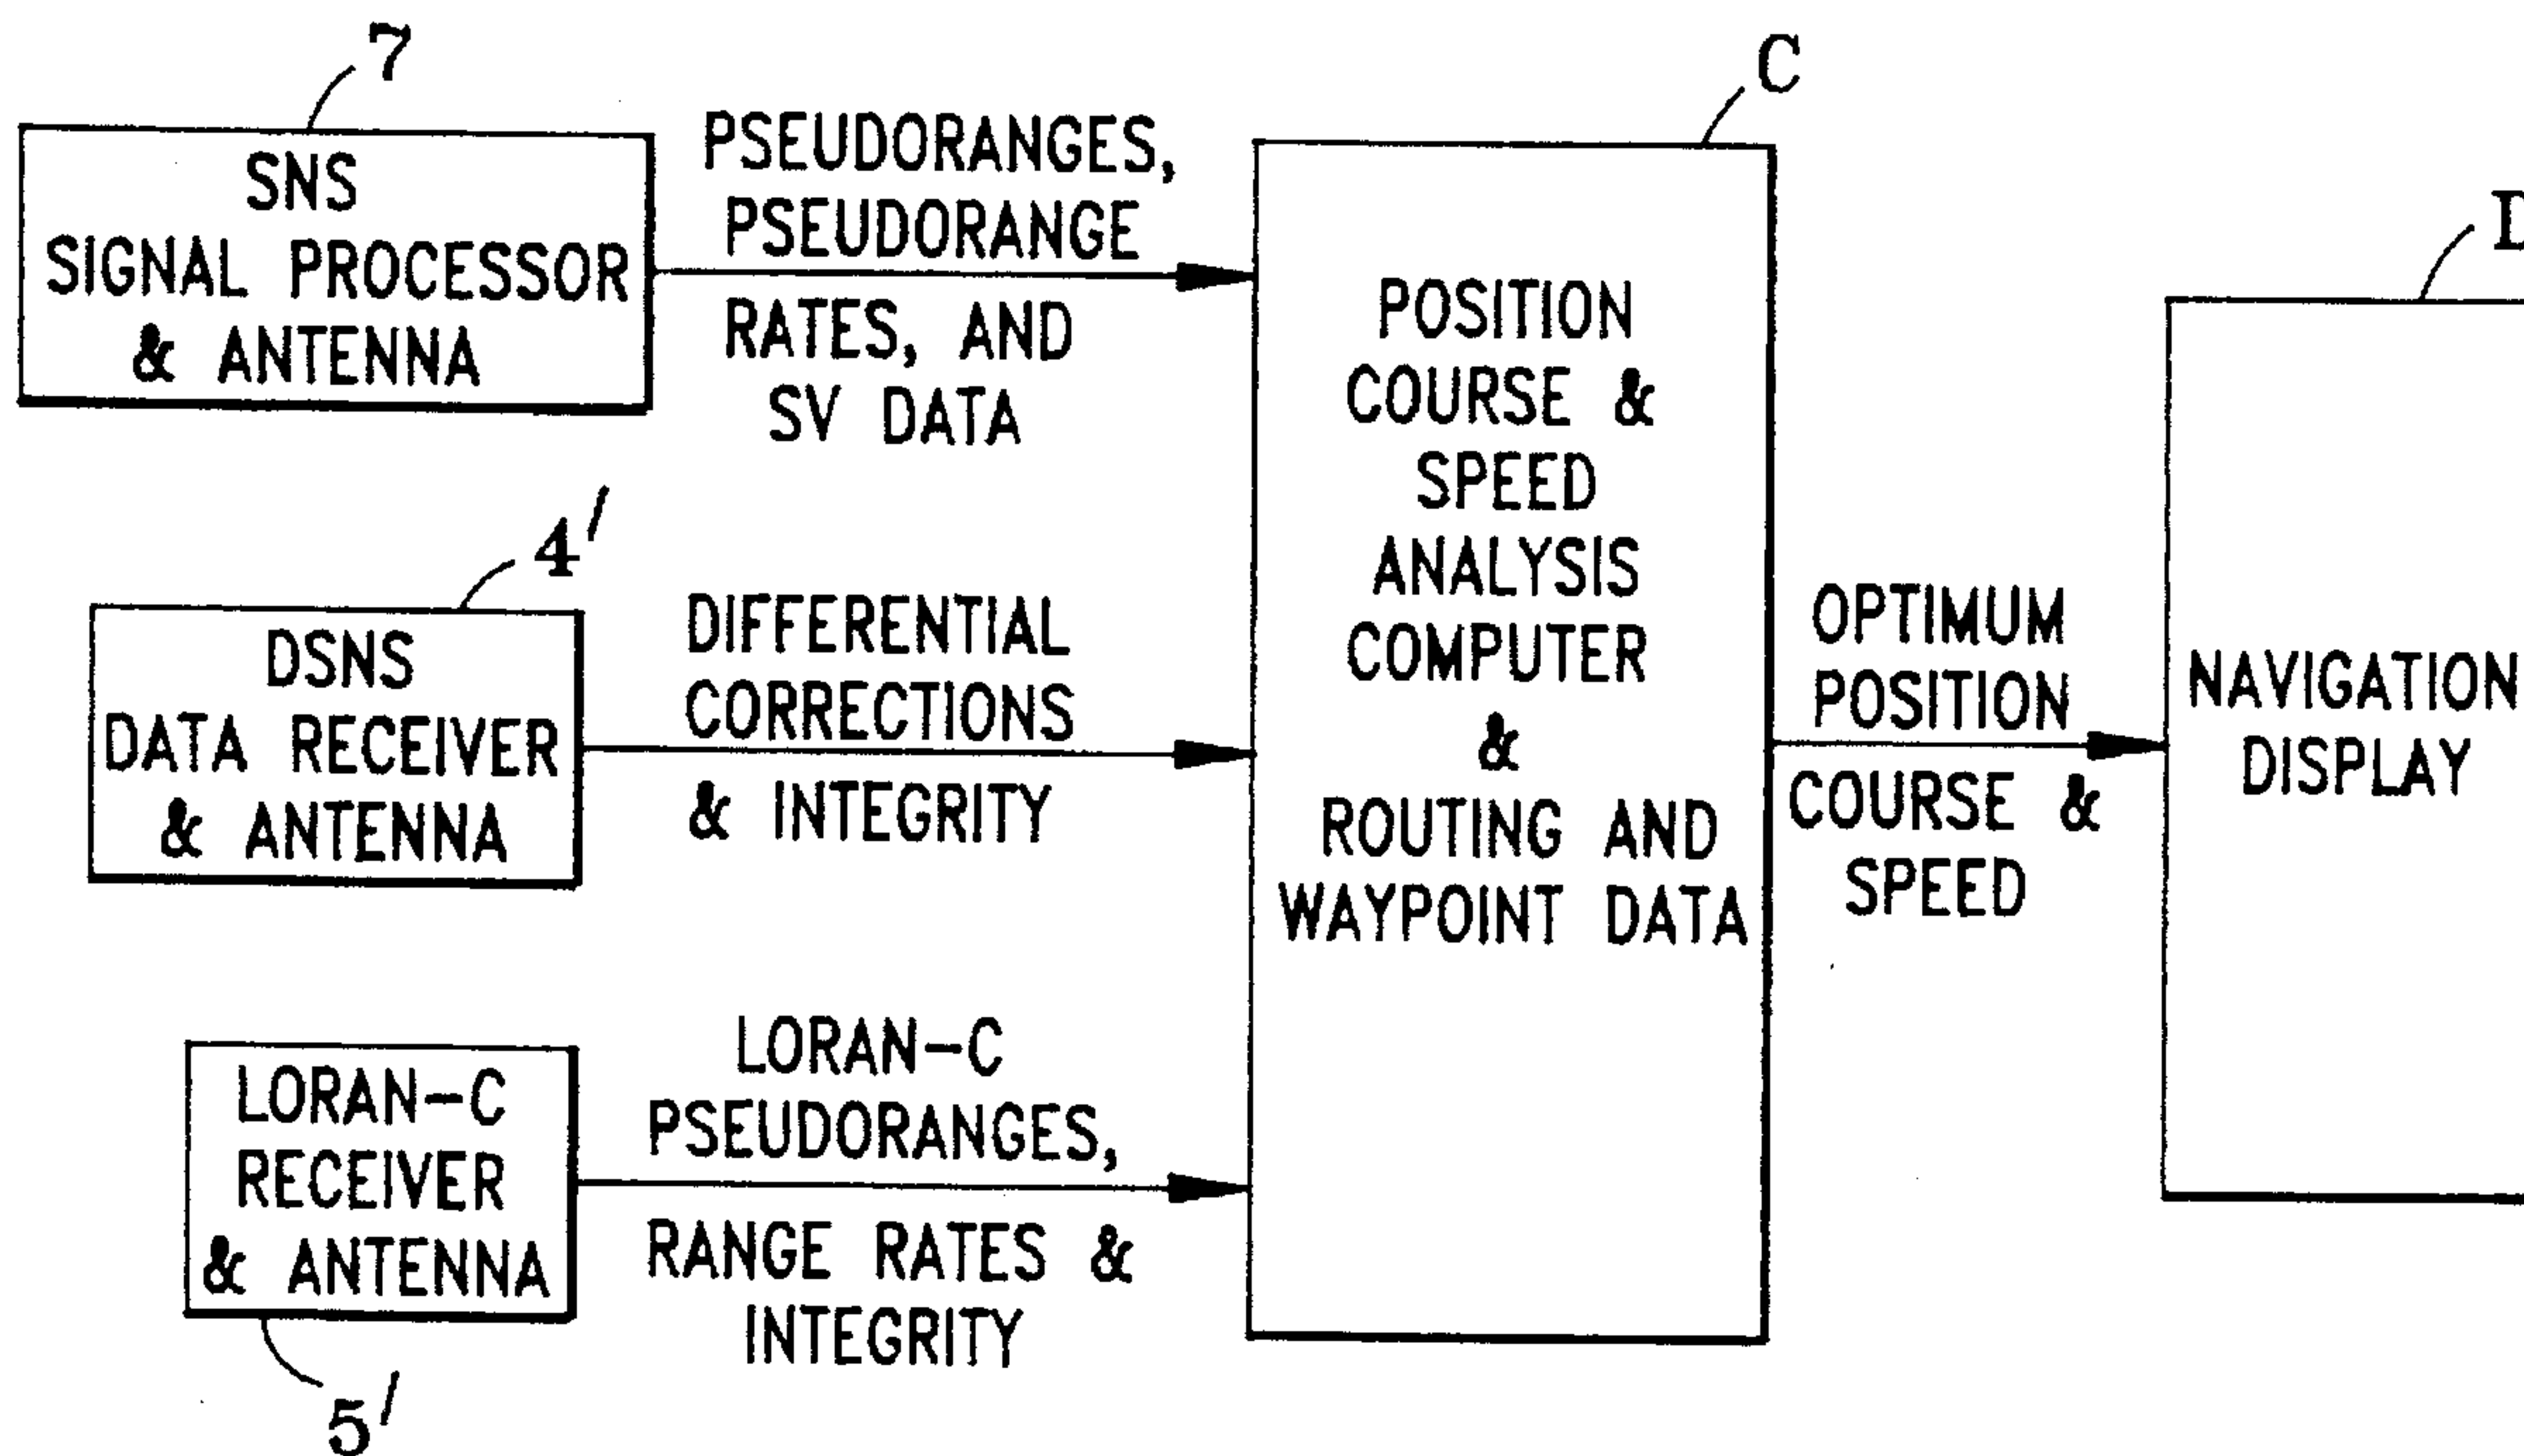 7
SNS
SIGNAL PROCESSOR
& ANTENNA
PSEUDORANGES,
PSEUDORANGE
RATES, AND
SV DATA
4'
DSNS
DATA RECEIVER
& ANTENNA
DIFFERENTIAL
CORRECTIONS
& INTEGRITY
LORAN-C
RECEIVER
& ANTENNA
5'
LORAN-C
PSEUDORANGES,
RANGE RATES &
INTEGRITY
C
POSITION
COURSE &
SPEED
ANALYSIS
COMPUTER
&
ROUTING AND
WAYPOINT DATA
OPTIMUM
POSITION
COURSE &
SPEED
D
NAVIGATION
DISPLAY